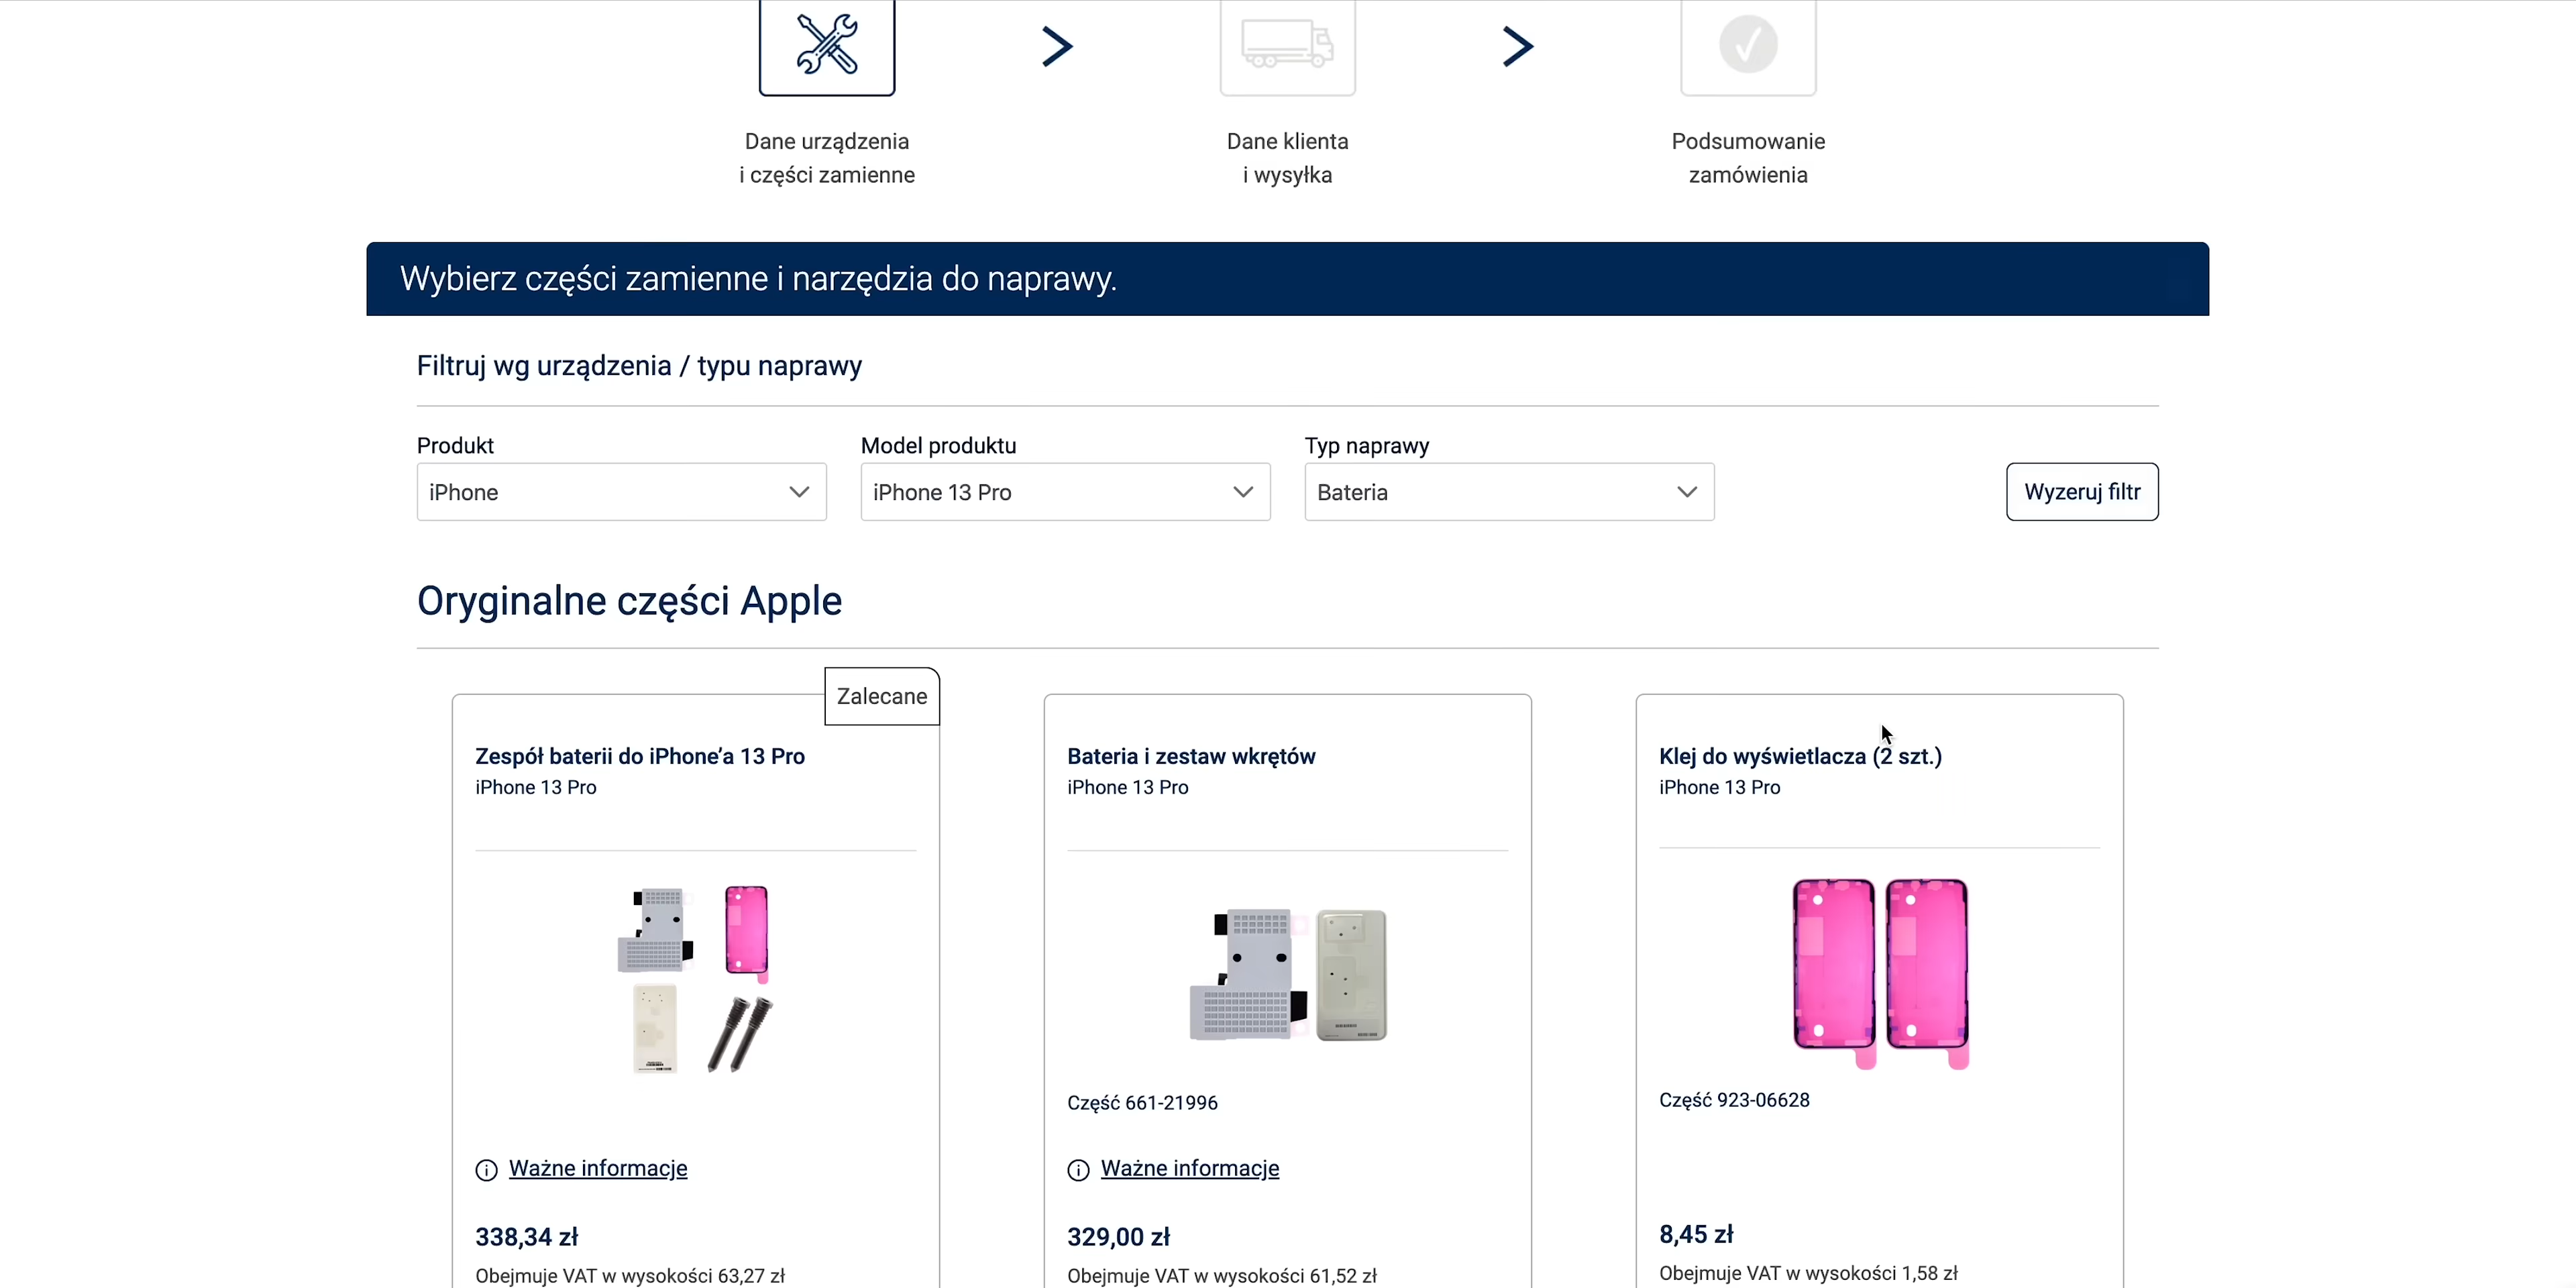 Dane urządzenia
i części zamienne
Dane klienta
i wysyłka
Podsumowanie
zamówienia
Wybierz części zamienne i narzędzia do naprawy.
Filtruj wg urządzenia / typu naprawy
Produkt
iPhone
Model produktu
iPhone 13 Pro
Typ naprawy
Bateria
Wyzeruj filtr
Oryginalne części Apple
Zalecane
Zespół baterii do iPhone’a 13 Pro
iPhone 13 Pro
Ważne informacje
338,34 zł
Obejmuje VAT w wysokości 63,27 zł
Bateria i zestaw wkrętów
iPhone 13 Pro
Część 661-21996
Ważne informacje
329,00 zł
Obejmuje VAT w wysokości 61,52 zł
Klej do wyświetlacza (2 szt.)
iPhone 13 Pro
Część 923-06628
8,45 zł
Obejmuje VAT w wysokości 1,58 zł